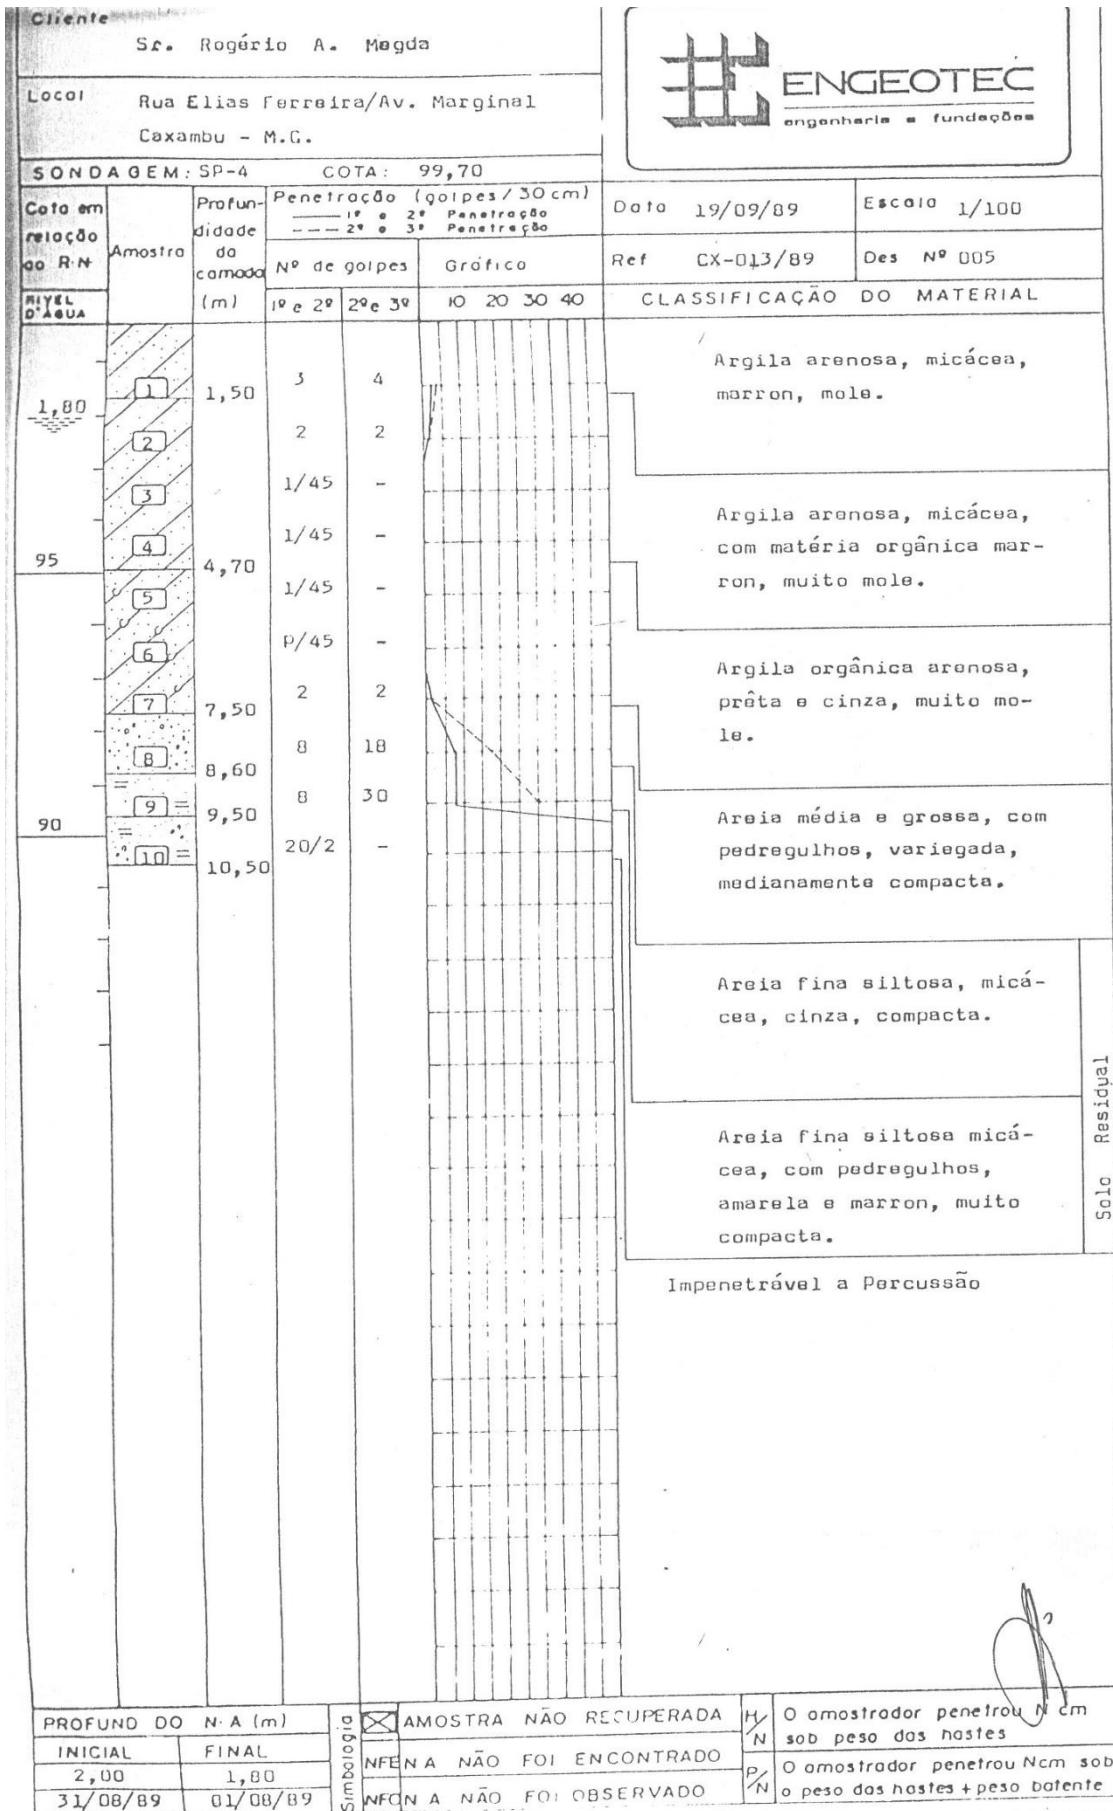 Cliente
Sr. Rogério A. Magda
Local
Rua Elias Ferreira/Av. Marginal
Caxambu - M.G.
ENGEOTEC
engenharia e fundações
SONDAGEM: SP-4 COTA: 99,70
Cota em relação ao R.N
NIVEL D'AGUA
Amostra
Profundidade da camada (m)
Penetração (golpes/30cm)
—— 1ª e 2ª Penetração
--- 2ª e 3ª Penetração
Nº de golpes
Gráfico
1º e 2º
2º e 3º
10 20 30 40
Data 19/09/89
Escala 1/100
Ref CX-013/89
Des Nº 005
CLASSIFICAÇÃO DO MATERIAL
1 1,50 3 4
1,80
2 2 2
3 1/45 -
4 1/45 -
95
4,70
5 1/45 -
6 P/45 -
7 7,50 2 2
8 8,60 8 18
9 9,50 8 30
90
10 10,50 20/2 -
Argila arenosa, micácea,
marron, mole.
Argila arenosa, micácea,
com matéria orgânica mar-
ron, muito mole.
Argila orgânica arenosa,
prêta e cinza, muito mo-
le.
Areia média e grossa, com
pedregulhos, variegada,
medianamente compacta.
Areia fina siltosa, micá-
cea, cinza, compacta.
Areia fina siltosa micá-
cea, com pedregulhos,
amarela e marron, muito
compacta.
Solo Residual
Impenetrável a Percussão
PROFUND DO N.A (m)
INICIAL FINAL
2,00 1,80
31/08/89 01/08/89
Simbologia
AMOSTRA NÃO RECUPERADA
NFE N A NÃO FOI ENCONTRADO
NFO N A NÃO FOI OBSERVADO
H/N O amostrador penetrou N cm
sob peso das hastes
P/N O amostrador penetrou Ncm sob
o peso das hastes + peso batente